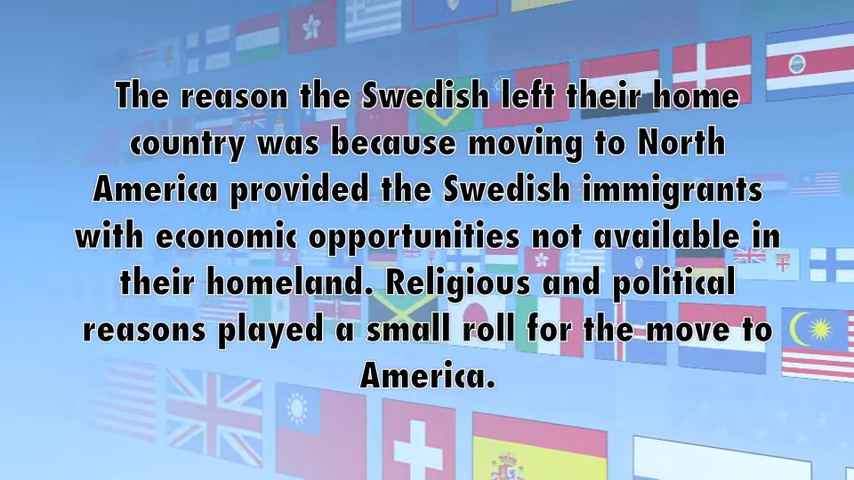 The reason the Swedish left their home
country was because moving to North
America provided the Swedish immigrants
with economic opportunities not available in
their homeland. Religious and political
reasons played a small roll for the move to
America.